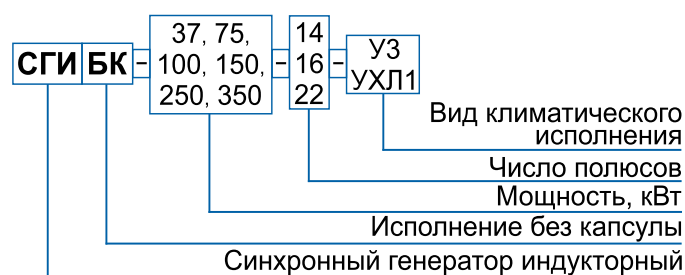 СГИ БК - 37, 75, 100, 150, 250, 350 - 14 16 22 - У3 УХЛ1
Вид климатического
исполнения
Число полюсов
Мощность, кВт
Исполнение без капсулы
Синхронный генератор индукторный